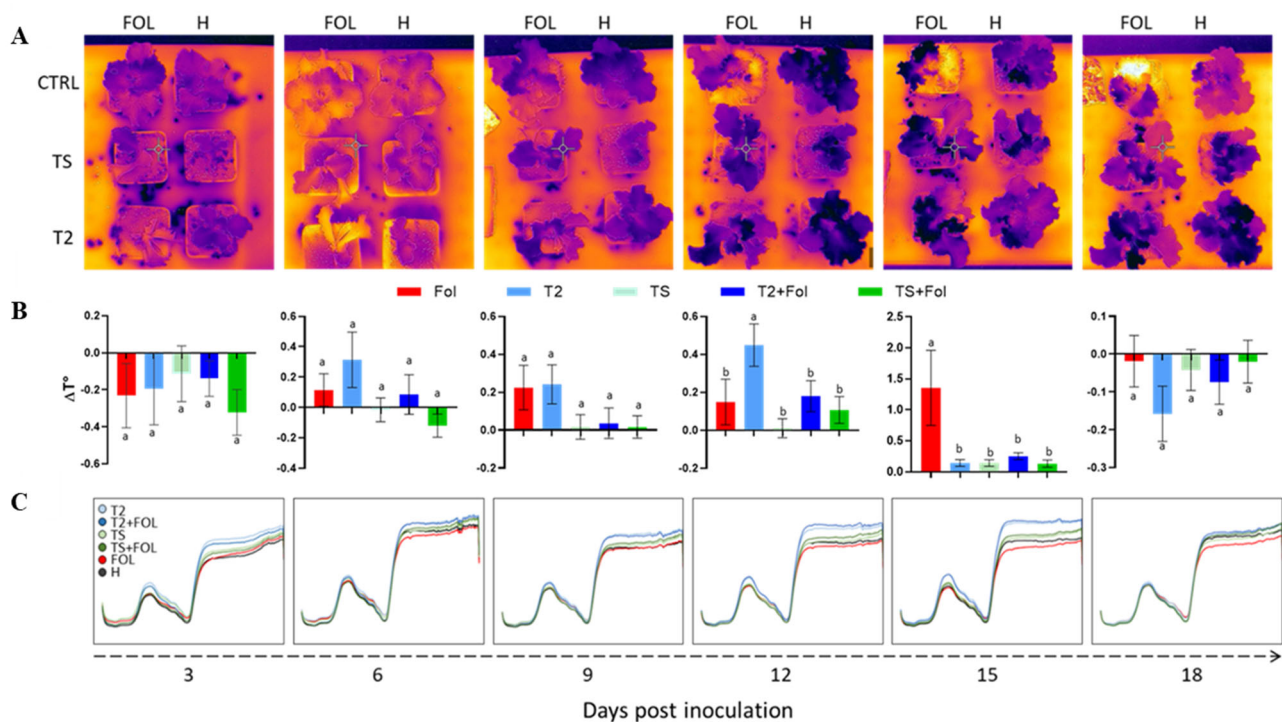 FOL H FOL H FOL H FOL H FOL H FOL H
A
CTRL
TS
T2
Fol T2 TS T2+Fol TS+Fol
B
ΔT°
0.2 0.0 -0.2 -0.4 -0.6
a a a a a
0.6 0.4 0.2 0.0 -0.2 -0.4
a a a a a
0.6 0.4 0.2 0.0 -0.2
a a a a a
0.6 0.4 0.2 0.0 -0.2
b a b b b
2.5 2.0 1.5 1.0 0.5 0.0
a b b b b
0.1 0.0 -0.1 -0.2 -0.3
a a a a a
C
T2
T2+FOL
TS
TS+FOL
FOL
H
3 6 9 12 15 18
Days post inoculation